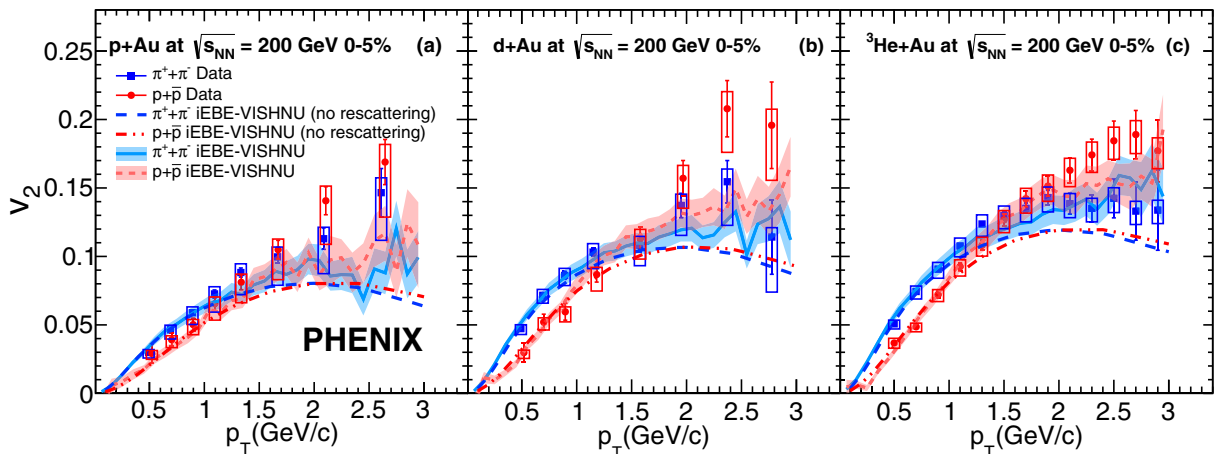 p+Au at √sNN = 200 GeV 0-5% (a)
d+Au at √sNN = 200 GeV 0-5% (b)
³He+Au at √sNN = 200 GeV 0-5% (c)
π⁺+π⁻ Data
p+p̄ Data
π⁺+π⁻ iEBE-VISHNU (no rescattering)
p+p̄ iEBE-VISHNU (no rescattering)
π⁺+π⁻ iEBE-VISHNU
p+p̄ iEBE-VISHNU
PHENIX
v₂
0.25
0.2
0.15
0.1
0.05
0
0.5 1 1.5 2 2.5 3
0.5 1 1.5 2 2.5 3
0.5 1 1.5 2 2.5 3
p_T(GeV/c)
p_T(GeV/c)
p_T(GeV/c)